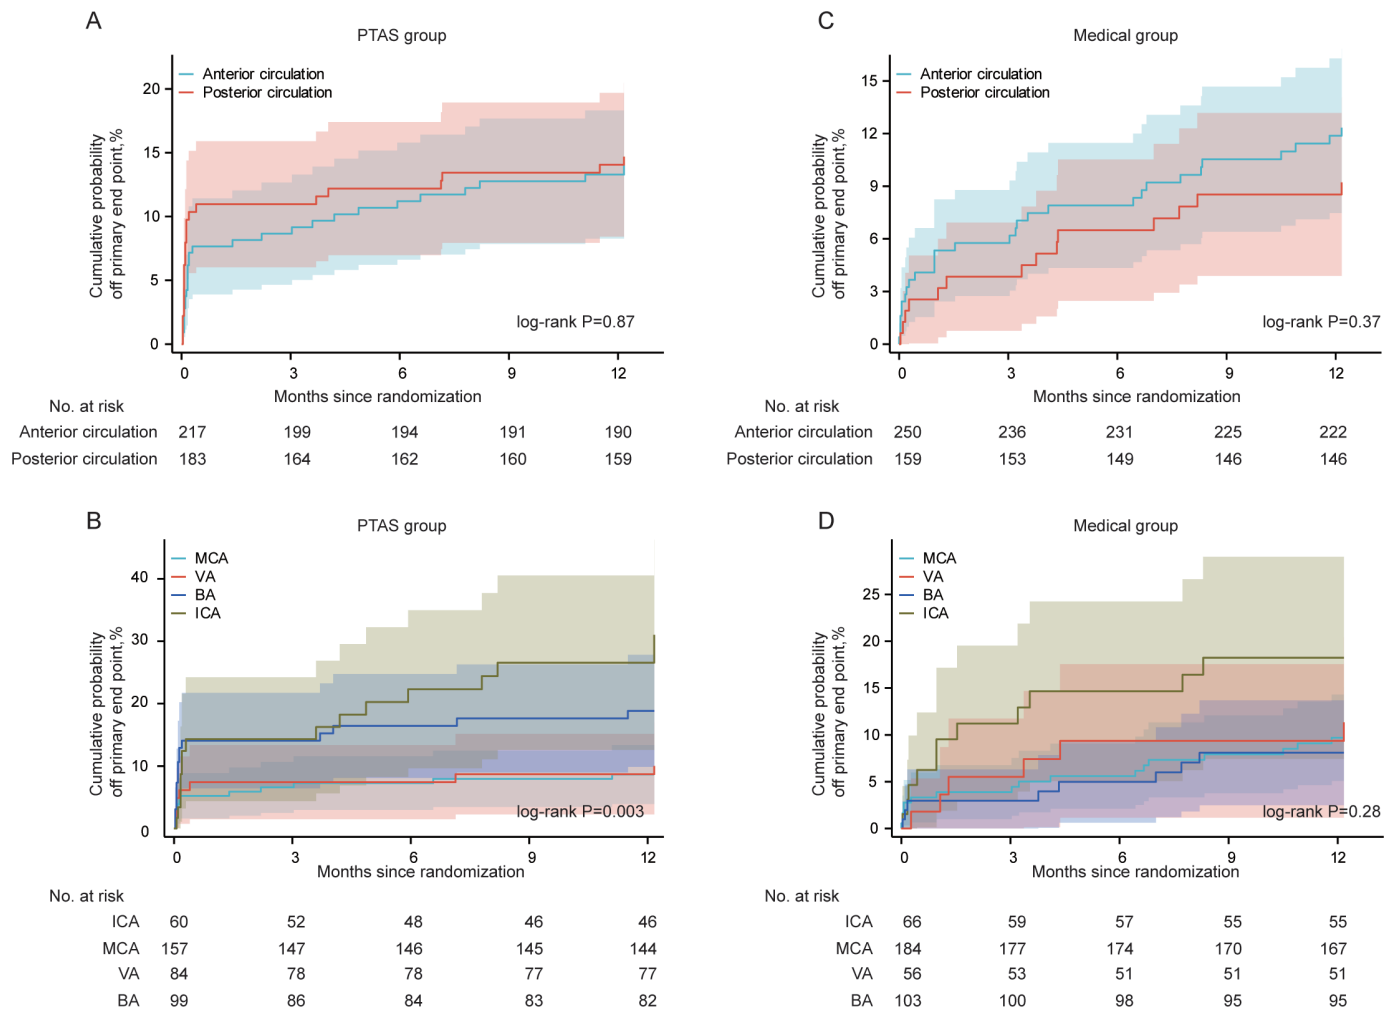 A
PTAS group
Anterior circulation
Posterior circulation
Cumulative probability
off primary end point,%
20
15
10
5
0
log-rank P=0.87
0 3 6 9 12
Months since randomization
No. at risk
Anterior circulation 217 199 194 191 190
Posterior circulation 183 164 162 160 159
C
Medical group
Anterior circulation
Posterior circulation
Cumulative probability
off primary end point,%
15
12
9
6
3
0
log-rank P=0.37
0 3 6 9 12
Months since randomization
No. at risk
Anterior circulation 250 236 231 225 222
Posterior circulation 159 153 149 146 146
B
PTAS group
MCA
VA
BA
ICA
Cumulative probability
off primary end point,%
40
30
20
10
0
log-rank P=0.003
0 3 6 9 12
Months since randomization
No. at risk
ICA 60 52 48 46 46
MCA 157 147 146 145 144
VA 84 78 78 77 77
BA 99 86 84 83 82
D
Medical group
MCA
VA
BA
ICA
Cumulative probability
off primary end point,%
25
20
15
10
5
0
log-rank P=0.28
0 3 6 9 12
Months since randomization
No. at risk
ICA 66 59 57 55 55
MCA 184 177 174 170 167
VA 56 53 51 51 51
BA 103 100 98 95 95